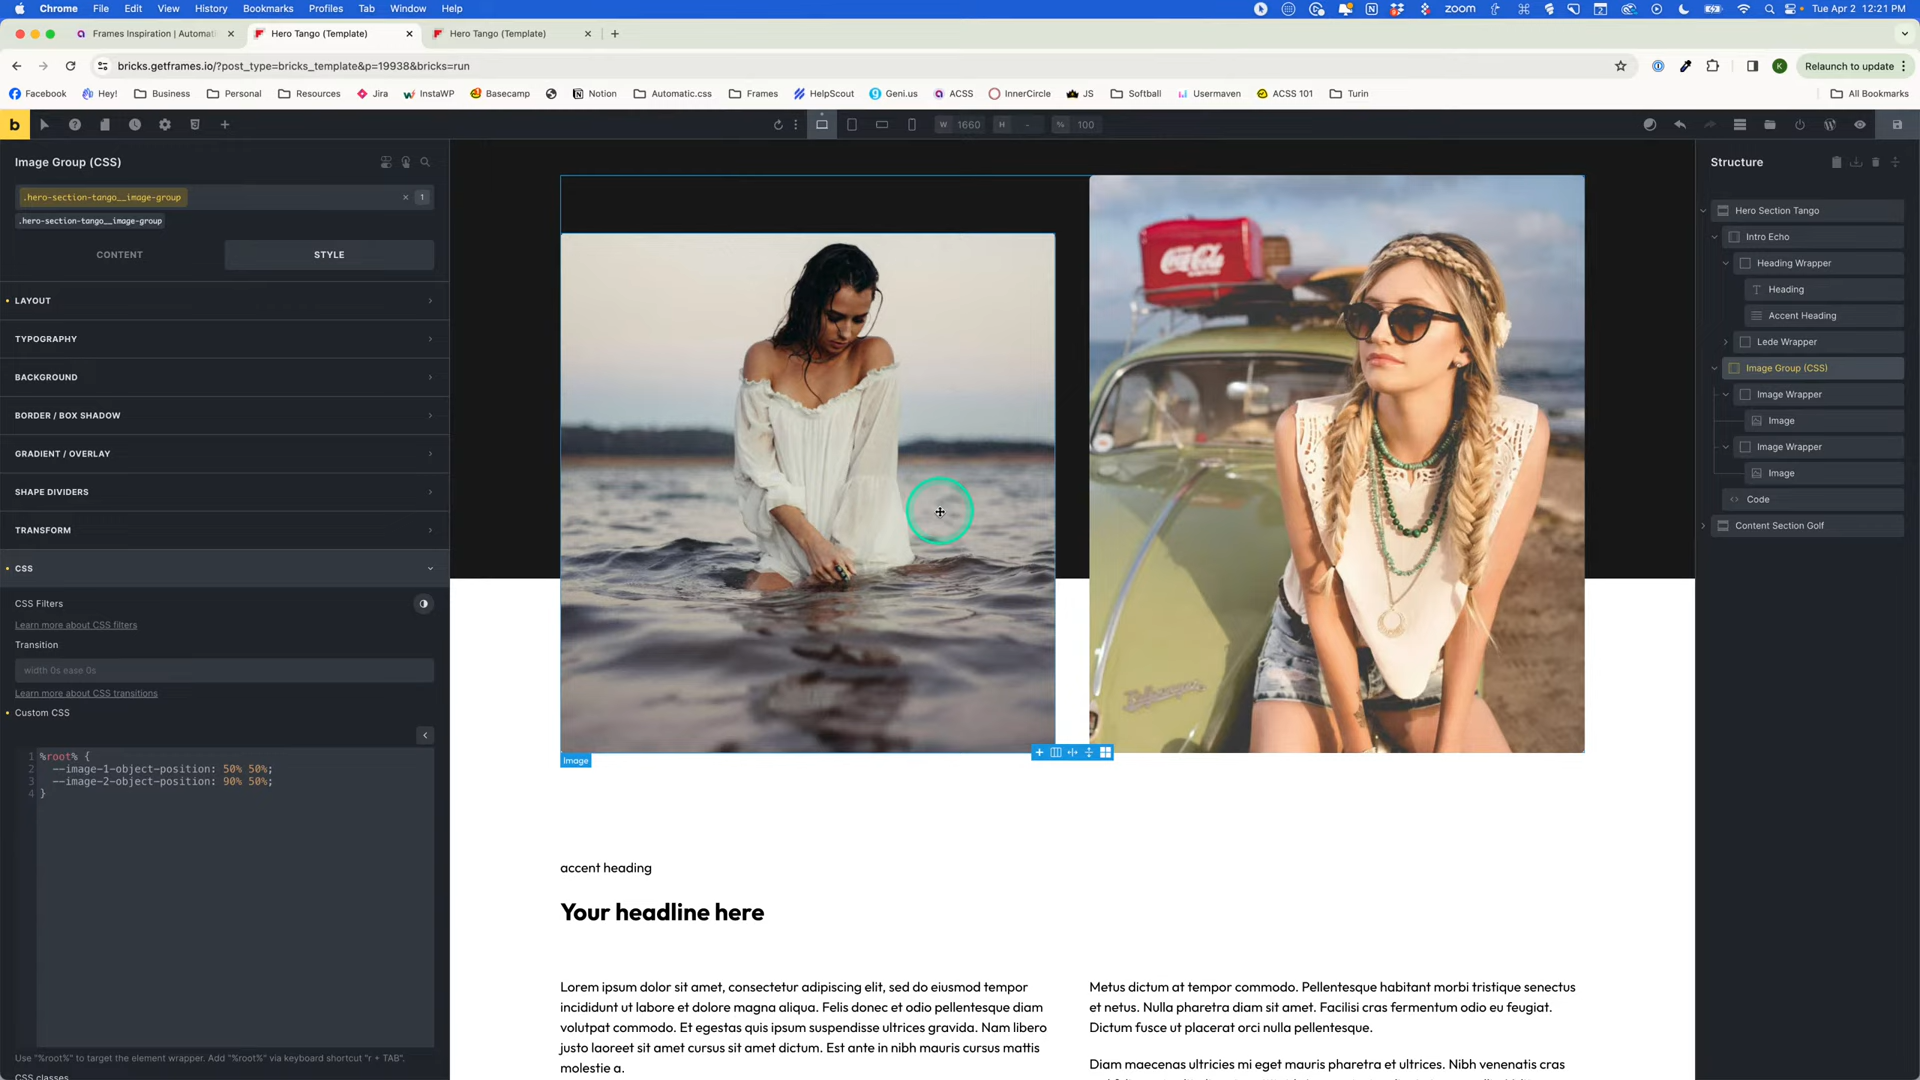 Chrome File Edit View History Bookmarks Profiles Tab Window Help
zoom Tue Apr 2 12:21 PM
Frames Inspiration | Automati
Hero Tango (Template)
Hero Tango (Template)
bricks.getframes.io/?post_type=bricks_template&p=19938&bricks=run
K
Relaunch to update
Facebook Hey! Business Personal Resources Jira InstaWP Basecamp Notion Automatic.css Frames HelpScout Geni.us ACSS InnerCircle JS Softball Usermaven ACSS 101 Turin All Bookmarks
b
W 1660 H - % 100
Image Group (CSS)
.hero-section-tango__image-group
1
.hero-section-tango__image-group
CONTENT
STYLE
LAYOUT
TYPOGRAPHY
BACKGROUND
BORDER / BOX SHADOW
GRADIENT / OVERLAY
SHAPE DIVIDERS
TRANSFORM
CSS
CSS Filters
Learn more about CSS filters
Transition
width 0s ease 0s
Learn more about CSS transitions
Custom CSS
1 %root% {
2 --image-1-object-position: 50% 50%;
3 --image-2-object-position: 90% 50%;
4 }
Use "%root%" to target the element wrapper. Add "%root%" via keyboard shortcut "r + TAB".
CSS classes
Coca-Cola
Volkswagen
Image
accent heading
Your headline here
Lorem ipsum dolor sit amet, consectetur adipiscing elit, sed do eiusmod tempor
incididunt ut labore et dolore magna aliqua. Felis donec et odio pellentesque diam
volutpat commodo. Et egestas quis ipsum suspendisse ultrices gravida. Nam libero
justo laoreet sit amet cursus sit amet dictum. Est ante in nibh mauris cursus mattis
molestie a.
Metus dictum at tempor commodo. Pellentesque habitant morbi tristique senectus
et netus. Nulla pharetra diam sit amet. Facilisi cras fermentum odio eu feugiat.
Dictum fusce ut placerat orci nulla pellentesque.
Diam maecenas ultricies mi eget mauris pharetra et ultrices. Nibh venenatis cras
Structure
Hero Section Tango
Intro Echo
Heading Wrapper
Heading
Accent Heading
Lede Wrapper
Image Group (CSS)
Image Wrapper
Image
Image Wrapper
Image
Code
Content Section Golf